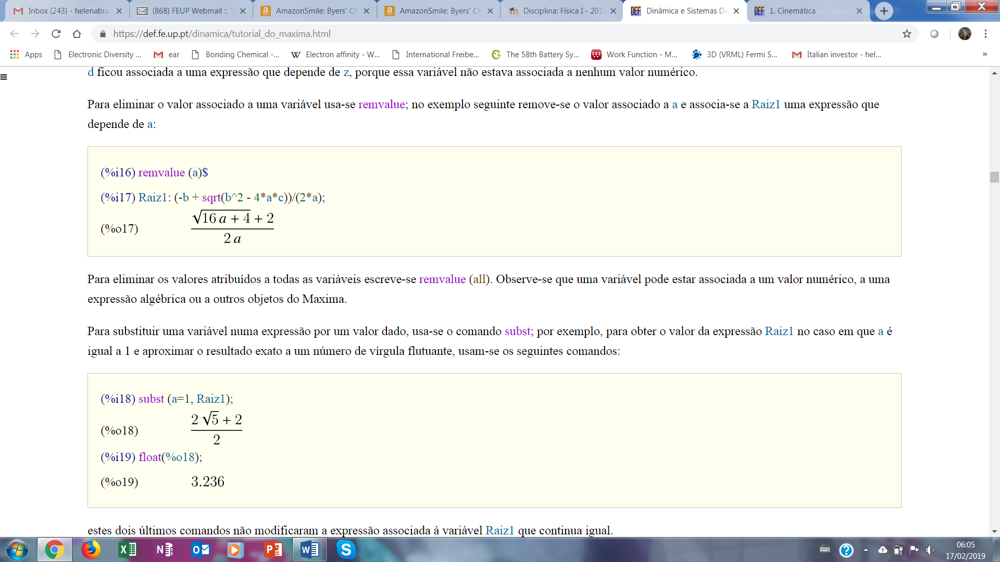 Inbox (243) - helenabra
(868) FEUP Webmail :: "I
AmazonSmile: Byers' Ch
AmazonSmile: Byers' Ch
Disciplina: Física I - 201
Dinâmica e Sistemas Di
1. Cinemática
https://def.fe.up.pt/dinamica/tutorial_do_maxima.html
Apps
Electronic Diversity ...
ear
Bonding Chemical -...
Electron affinity - W...
International Freibe...
The 58th Battery Sy...
Work Function - M...
3D (VRML) Fermi S...
Italian investor - hel...
»
d ficou associada a uma expressão que depende de z, porque essa variável não estava associada a nenhum valor numérico.
Para eliminar o valor associado a uma variável usa-se remvalue; no exemplo seguinte remove-se o valor associado a a e associa-se a Raiz1 uma expressão que
depende de a:
(%i16) remvalue (a)$
(%i17) Raiz1: (-b + sqrt(b^2 - 4*a*c))/(2*a);
(%o17) (√(16 a + 4) + 2)/(2 a)
Para eliminar os valores atribuídos a todas as variáveis escreve-se remvalue (all). Observe-se que uma variável pode estar associada a um valor numérico, a uma
expressão algébrica ou a outros objetos do Maxima.
Para substituir uma variável numa expressão por um valor dado, usa-se o comando subst; por exemplo, para obter o valor da expressão Raiz1 no caso em que a é
igual a 1 e aproximar o resultado exato a um número de vírgula flutuante, usam-se os seguintes comandos:
(%i18) subst (a=1, Raiz1);
(%o18) (2 √5 + 2)/2
(%i19) float(%o18);
(%o19) 3.236
estes dois últimos comandos não modificaram a expressão associada à variável Raiz1 que continua igual.
06:05
17/02/2019